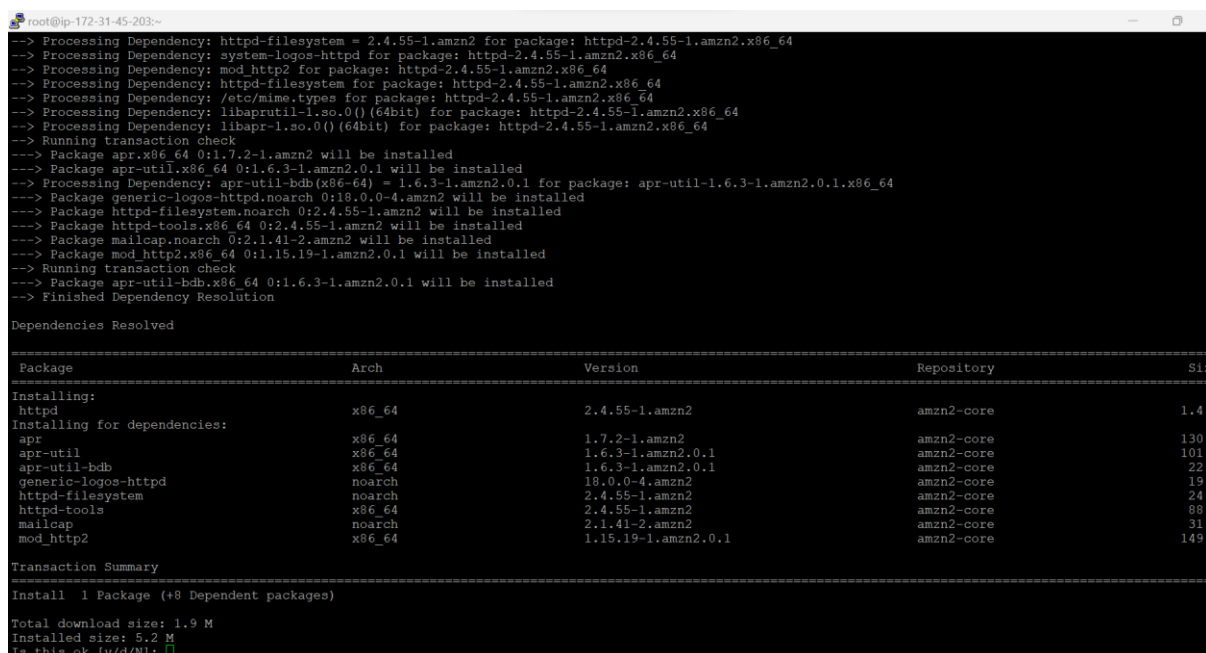 root@ip-172-31-45-203:~
--> Processing Dependency: httpd-filesystem = 2.4.55-1.amzn2 for package: httpd-2.4.55-1.amzn2.x86_64
--> Processing Dependency: system-logos-httpd for package: httpd-2.4.55-1.amzn2.x86_64
--> Processing Dependency: mod_http2 for package: httpd-2.4.55-1.amzn2.x86_64
--> Processing Dependency: httpd-filesystem for package: httpd-2.4.55-1.amzn2.x86_64
--> Processing Dependency: /etc/mime.types for package: httpd-2.4.55-1.amzn2.x86_64
--> Processing Dependency: libaprutil-1.so.0()(64bit) for package: httpd-2.4.55-1.amzn2.x86_64
--> Processing Dependency: libapr-1.so.0()(64bit) for package: httpd-2.4.55-1.amzn2.x86_64
--> Running transaction check
---> Package apr.x86_64 0:1.7.2-1.amzn2 will be installed
---> Package apr-util.x86_64 0:1.6.3-1.amzn2.0.1 will be installed
--> Processing Dependency: apr-util-bdb(x86-64) = 1.6.3-1.amzn2.0.1 for package: apr-util-1.6.3-1.amzn2.0.1.x86_64
---> Package generic-logos-httpd.noarch 0:18.0.0-4.amzn2 will be installed
---> Package httpd-filesystem.noarch 0:2.4.55-1.amzn2 will be installed
---> Package httpd-tools.x86_64 0:2.4.55-1.amzn2 will be installed
---> Package mailcap.noarch 0:2.1.41-2.amzn2 will be installed
---> Package mod_http2.x86_64 0:1.15.19-1.amzn2.0.1 will be installed
--> Running transaction check
---> Package apr-util-bdb.x86_64 0:1.6.3-1.amzn2.0.1 will be installed
--> Finished Dependency Resolution
Dependencies Resolved
Package Arch Version Repository Si
Installing:
httpd x86_64 2.4.55-1.amzn2 amzn2-core 1.4
Installing for dependencies:
apr x86_64 1.7.2-1.amzn2 amzn2-core 130
apr-util x86_64 1.6.3-1.amzn2.0.1 amzn2-core 101
apr-util-bdb x86_64 1.6.3-1.amzn2.0.1 amzn2-core 22
generic-logos-httpd noarch 18.0.0-4.amzn2 amzn2-core 19
httpd-filesystem noarch 2.4.55-1.amzn2 amzn2-core 24
httpd-tools x86_64 2.4.55-1.amzn2 amzn2-core 88
mailcap noarch 2.1.41-2.amzn2 amzn2-core 31
mod_http2 x86_64 1.15.19-1.amzn2.0.1 amzn2-core 149
Transaction Summary
Install 1 Package (+8 Dependent packages)
Total download size: 1.9 M
Installed size: 5.2 M
Is this ok [y/d/N]: